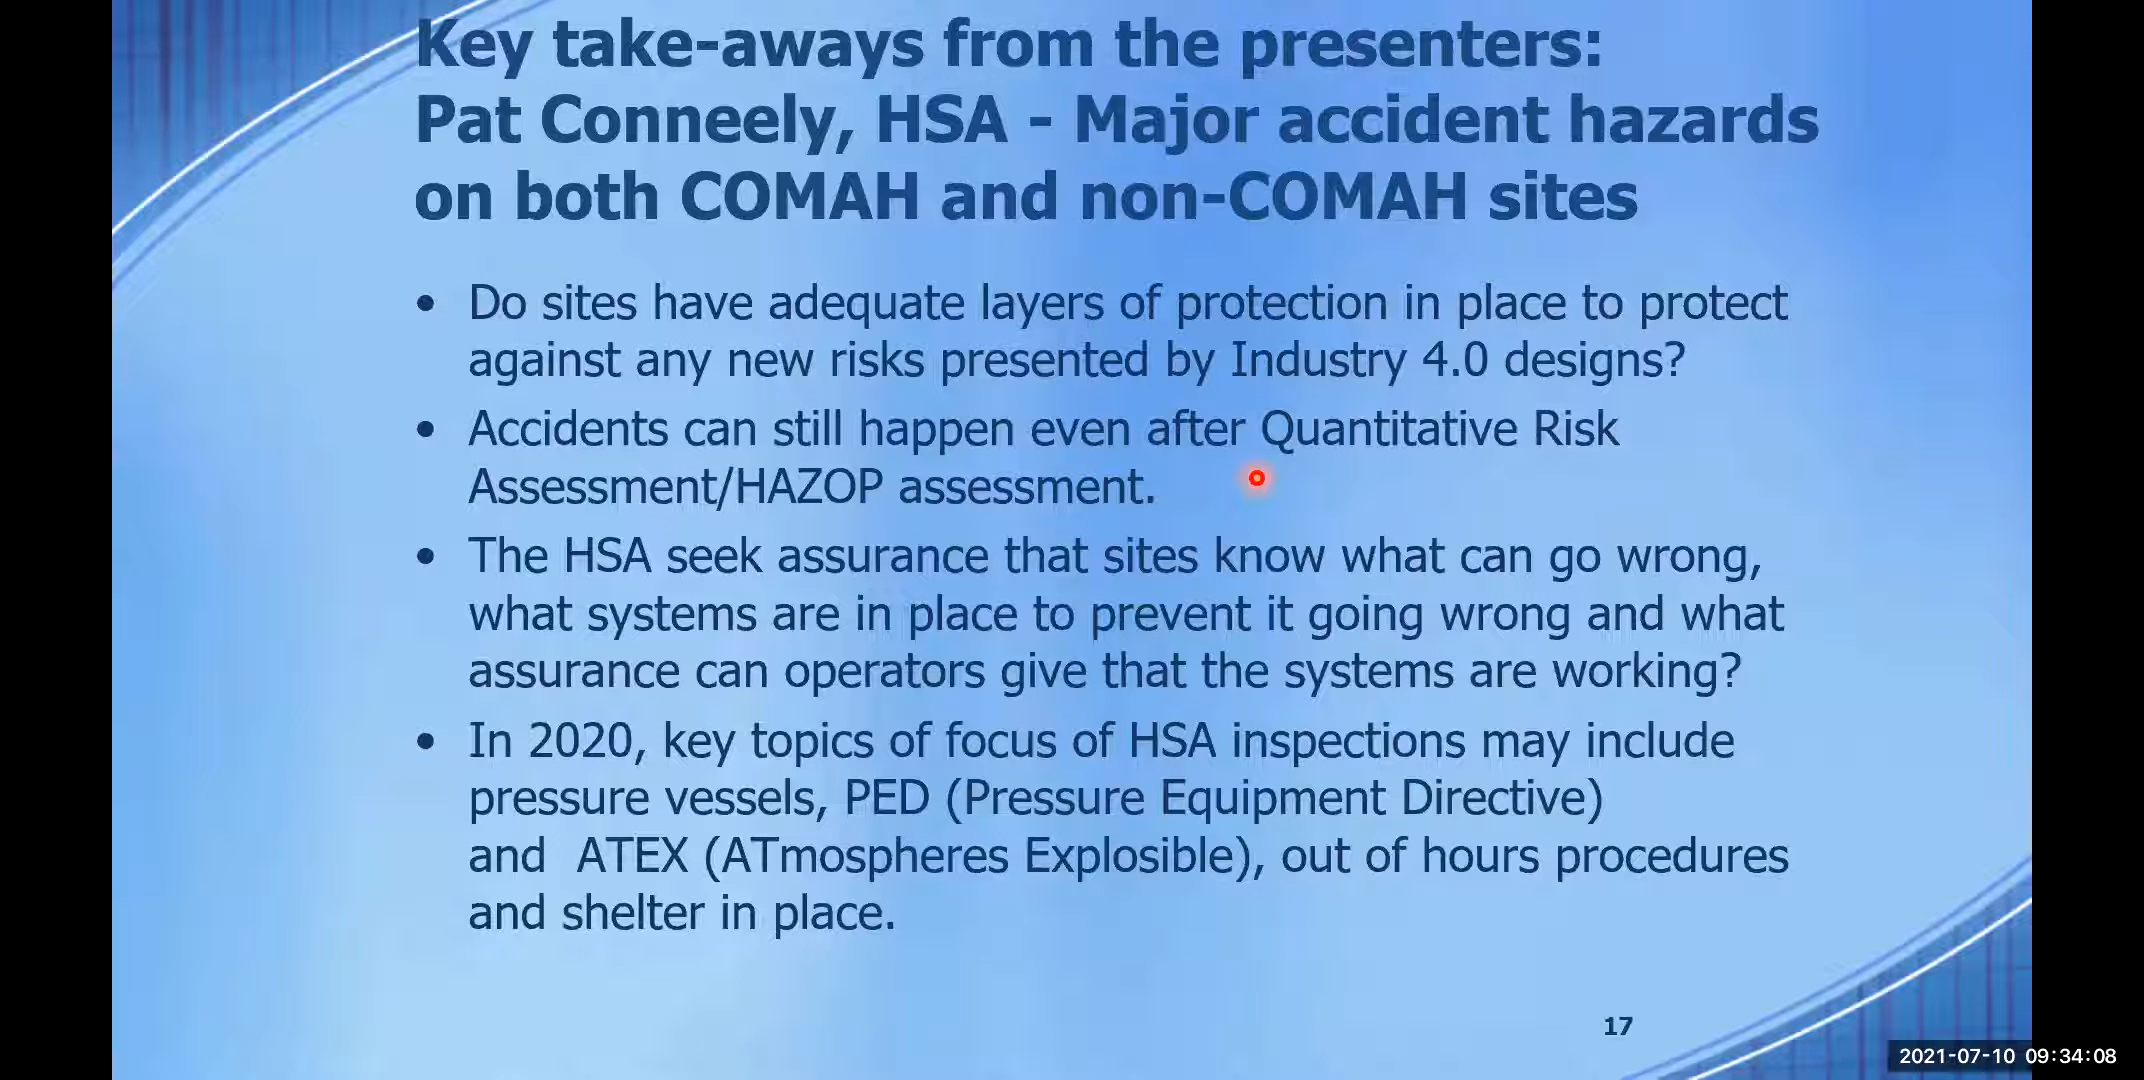 Key take-aways from the presenters:
Pat Conneely, HSA - Major accident hazards
on both COMAH and non-COMAH sites
• Do sites have adequate layers of protection in place to protect
against any new risks presented by Industry 4.0 designs?
• Accidents can still happen even after Quantitative Risk
Assessment/HAZOP assessment.
• The HSA seek assurance that sites know what can go wrong,
what systems are in place to prevent it going wrong and what
assurance can operators give that the systems are working?
• In 2020, key topics of focus of HSA inspections may include
pressure vessels, PED (Pressure Equipment Directive)
and  ATEX (ATmospheres Explosible), out of hours procedures
and shelter in place.
17
2021-07-10 09:34:08